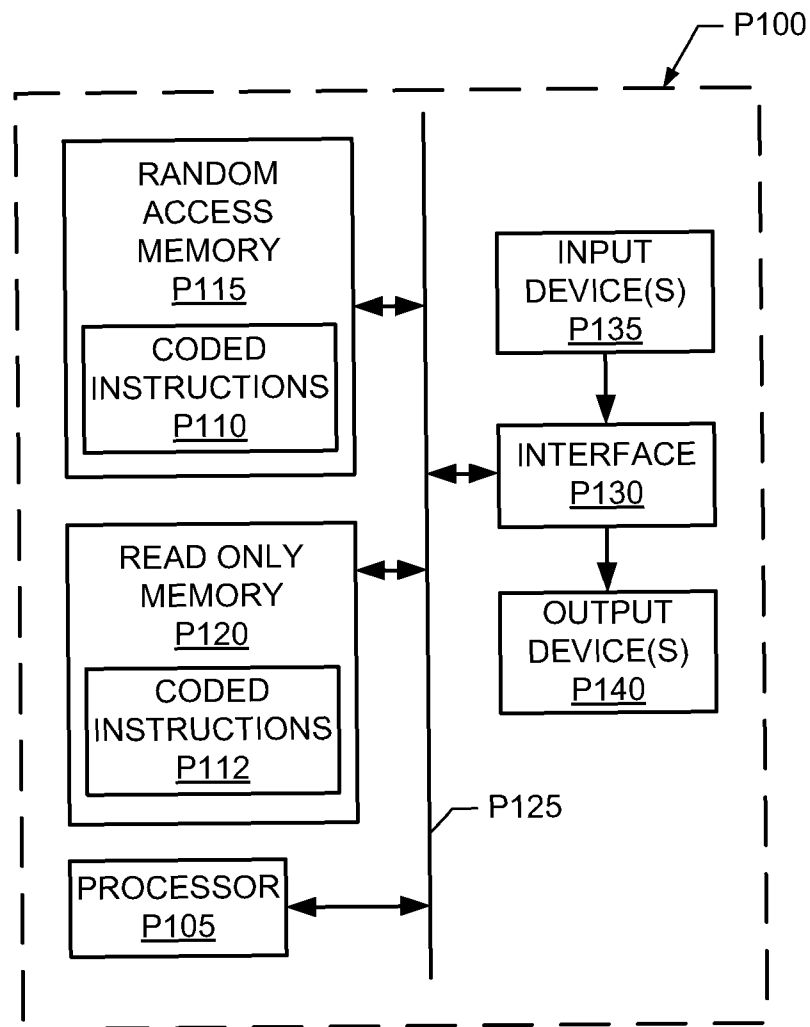 P100
RANDOM
ACCESS
MEMORY
P115
CODED
INSTRUCTIONS
P110
READ ONLY
MEMORY
P120
CODED
INSTRUCTIONS
P112
PROCESSOR
P105
INPUT
DEVICE(S)
P135
INTERFACE
P130
OUTPUT
DEVICE(S)
P140
P125